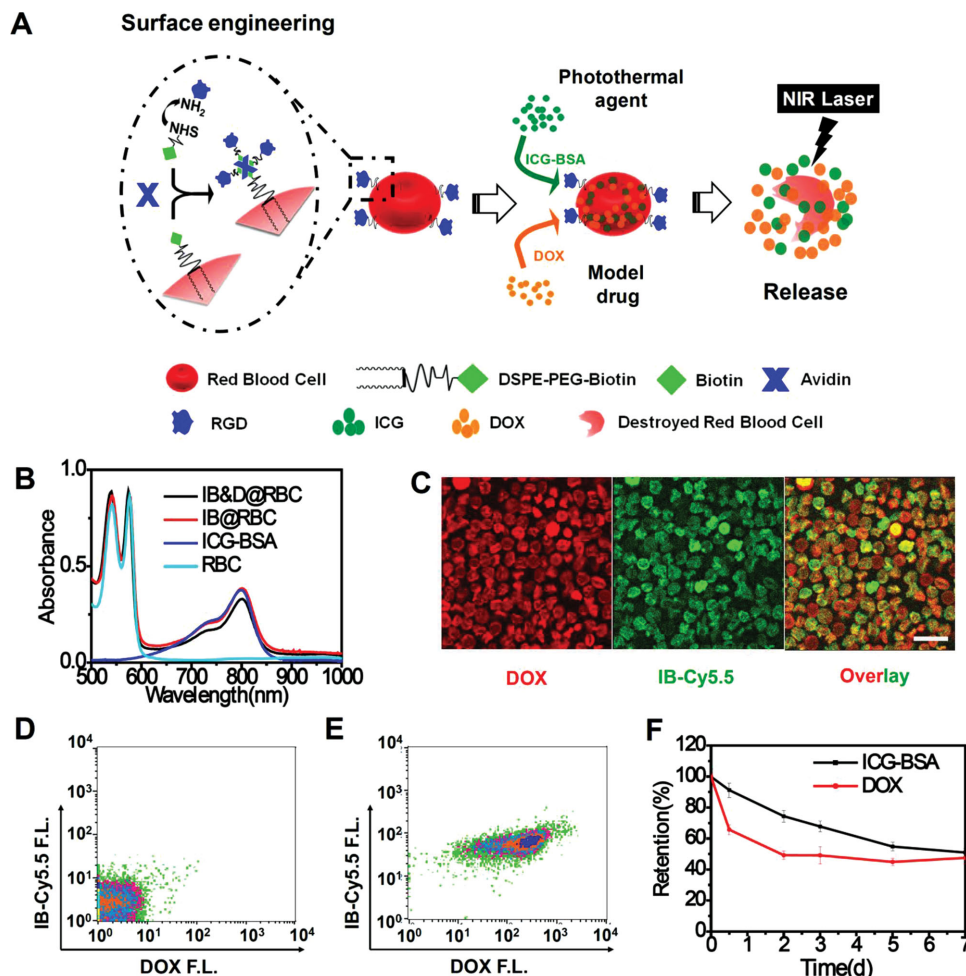 A
Surface engineering
NH2
NHS
Photothermal
agent
ICG-BSA
DOX
Model
drug
NIR Laser
Release
Red Blood Cell
DSPE-PEG-Biotin
Biotin
Avidin
RGD
ICG
DOX
Destroyed Red Blood Cell
B
1.0
0.5
0.0
Absorbance
IB&D@RBC
IB@RBC
ICG-BSA
RBC
500 600 700 800 900 1000
Wavelength(nm)
C
DOX
IB-Cy5.5
Overlay
D
IB-Cy5.5 F.L.
10⁴
10³
10²
10¹
10⁰
10⁰ 10¹ 10² 10³ 10⁴
DOX F.L.
E
IB-Cy5.5 F.L.
10⁴
10³
10²
10¹
10⁰
10⁰ 10¹ 10² 10³ 10⁴
DOX F.L.
F
Retention(%)
120
100
80
60
40
20
0
ICG-BSA
DOX
0 1 2 3 4 5 6 7
Time(d)